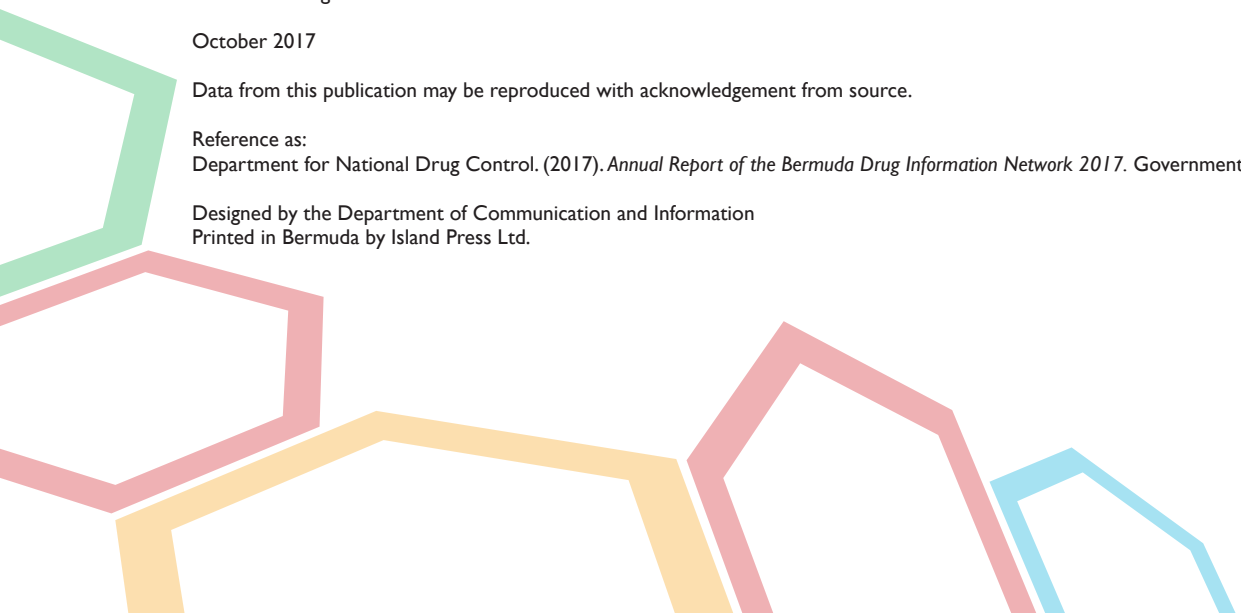 October 2017
Data from this publication may be reproduced with acknowledgement from source.
Reference as:
Department for National Drug Control. (2017). Annual Report of the Bermuda Drug Information Network 2017. Government
Designed by the Department of Communication and Information
Printed in Bermuda by Island Press Ltd.